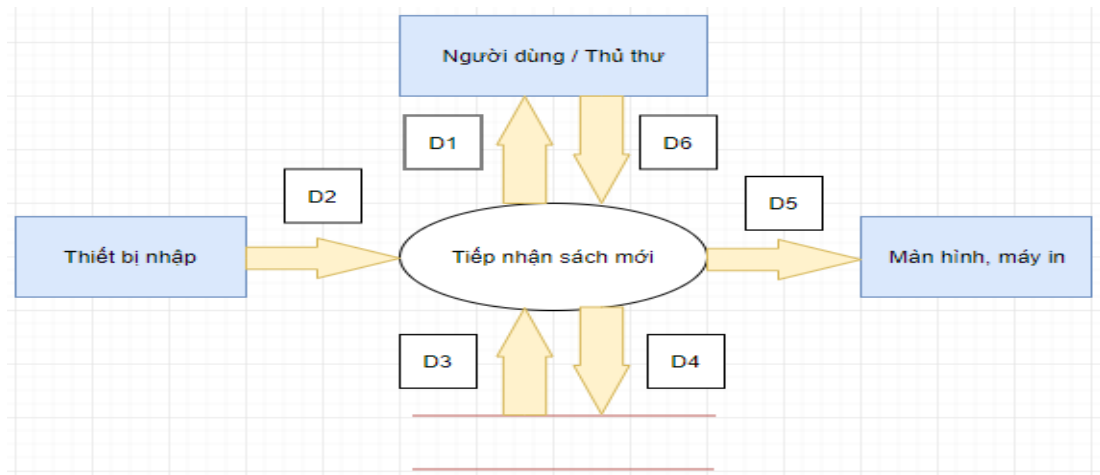 Người dùng / Thủ thư
D1
D6
D2
D5
Thiết bị nhập
Tiếp nhận sách mới
Màn hình, máy in
D3
D4